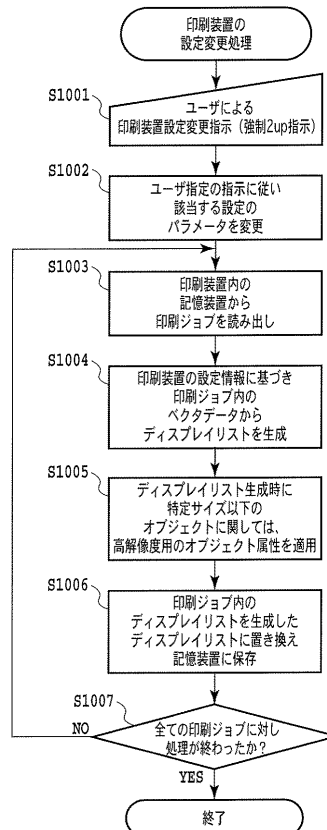 印刷装置の
設定変更処理
S1001
ユーザによる
印刷装置設定変更指示（強制2up指示）
S1002
ユーザ指定の指示に従い
該当する設定の
パラメータを変更
S1003
印刷装置内の
記憶装置から
印刷ジョブを読み出し
S1004
印刷装置の設定情報に基づき
印刷ジョブ内の
ベクタデータから
ディスプレイリストを生成
S1005
ディスプレイリスト生成時に
特定サイズ以下の
オブジェクトに関しては、
高解像度用のオブジェクト属性を適用
S1006
印刷ジョブ内の
ディスプレイリストを生成した
ディスプレイリストに置き換え
記憶装置に保存
S1007
全ての印刷ジョブに対し
処理が終わったか？
NO
YES
終了